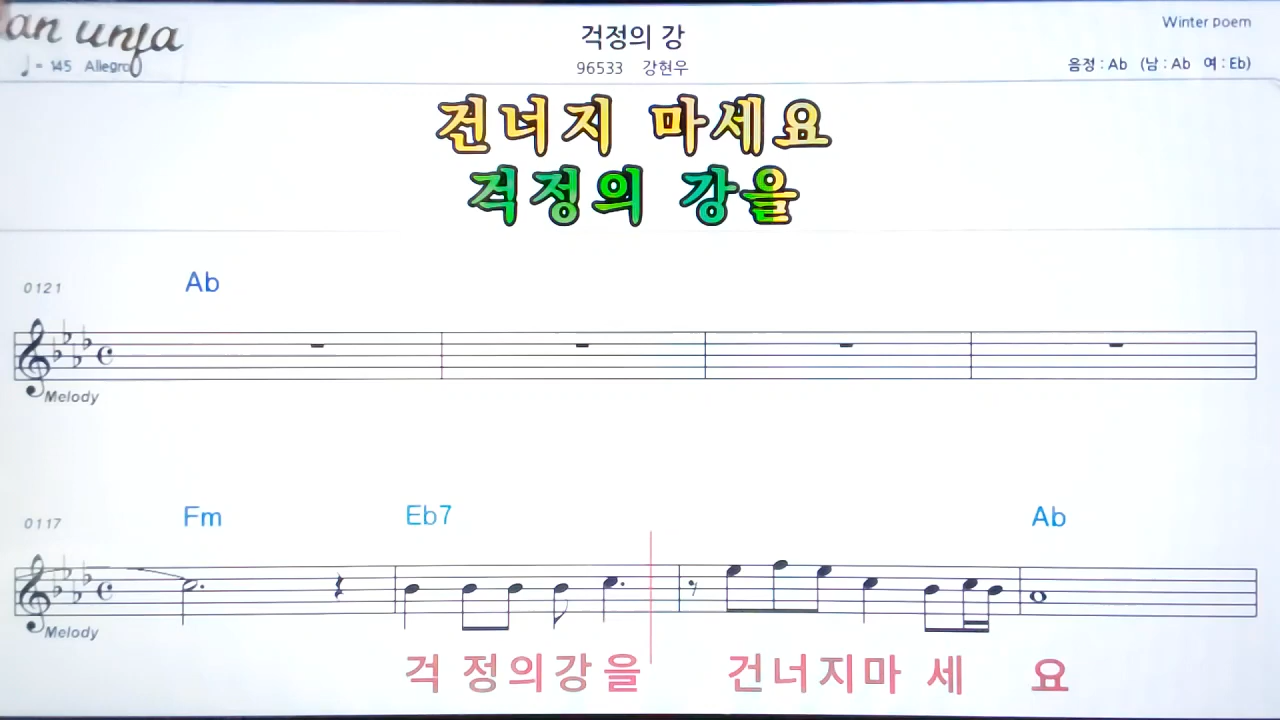 an unfa
♩= 145 Allegro
걱정의 강
96533 강현우
Winter poem
음정 : Ab (남 : Ab 여 : Eb)
건너지 마세요
걱정의 강을
0121
Ab
Melody
0117
Fm Eb7 Ab
Melody
걱 정의강을 건너지마 세 요